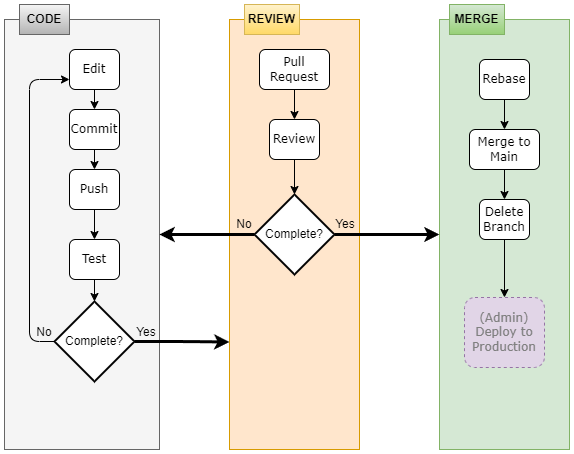 CODE
Edit
Commit
Push
Test
Complete?
No
Yes
REVIEW
Pull
Request
Review
Complete?
No
Yes
MERGE
Rebase
Merge to
Main
Delete
Branch
(Admin)
Deploy to
Production